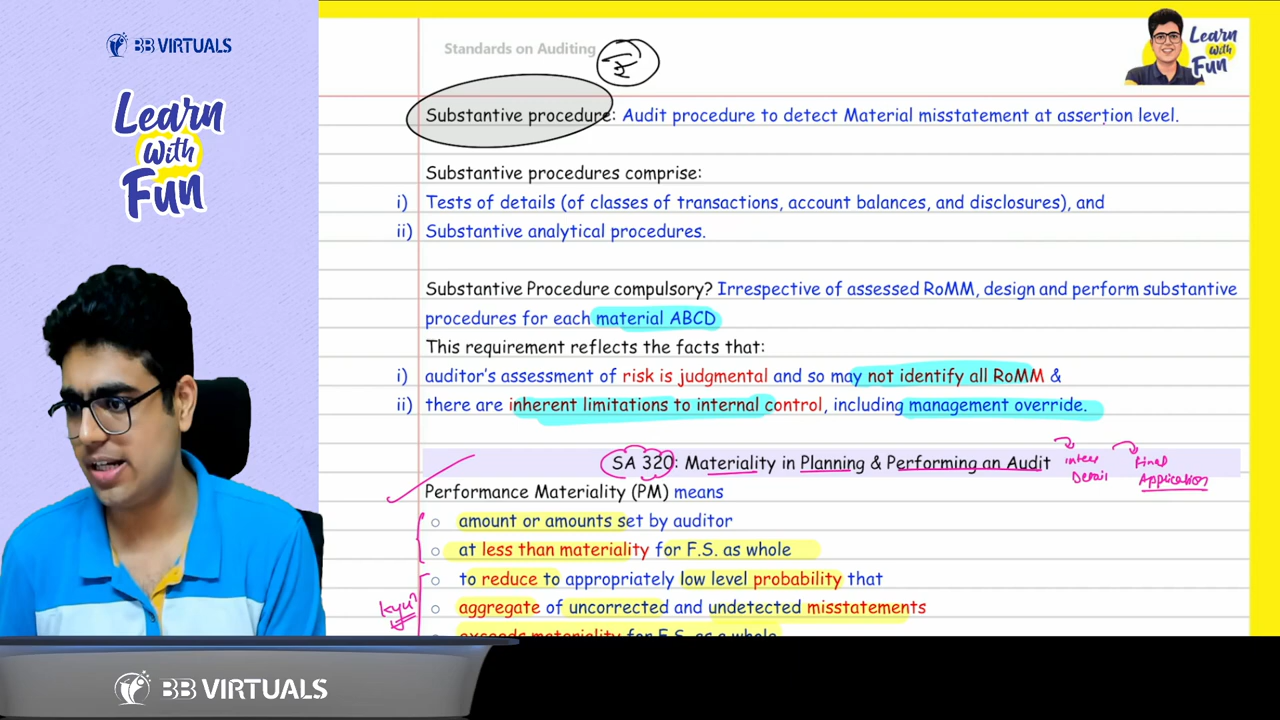 BB VIRTUALS
Learn
With
Fun
Standards on Auditing
Learn
With
Fun
Substantive procedure: Audit procedure to detect Material misstatement at assertion level.
Substantive procedures comprise:
i) Tests of details (of classes of transactions, account balances, and disclosures), and
ii) Substantive analytical procedures.
Substantive Procedure compulsory? Irrespective of assessed RoMM, design and perform substantive
procedures for each material ABCD
This requirement reflects the facts that:
i) auditor's assessment of risk is judgmental and so may not identify all RoMM &
ii) there are inherent limitations to internal control, including management override.
SA 320: Materiality in Planning & Performing an Audit
Inter
Detail
Final
Application
Performance Materiality (PM) means
○ amount or amounts set by auditor
○ at less than materiality for F.S. as whole
○ to reduce to appropriately low level probability that
○ aggregate of uncorrected and undetected misstatements
Kyu?
○ exceeds materiality for F.S. as a whole
BB VIRTUALS